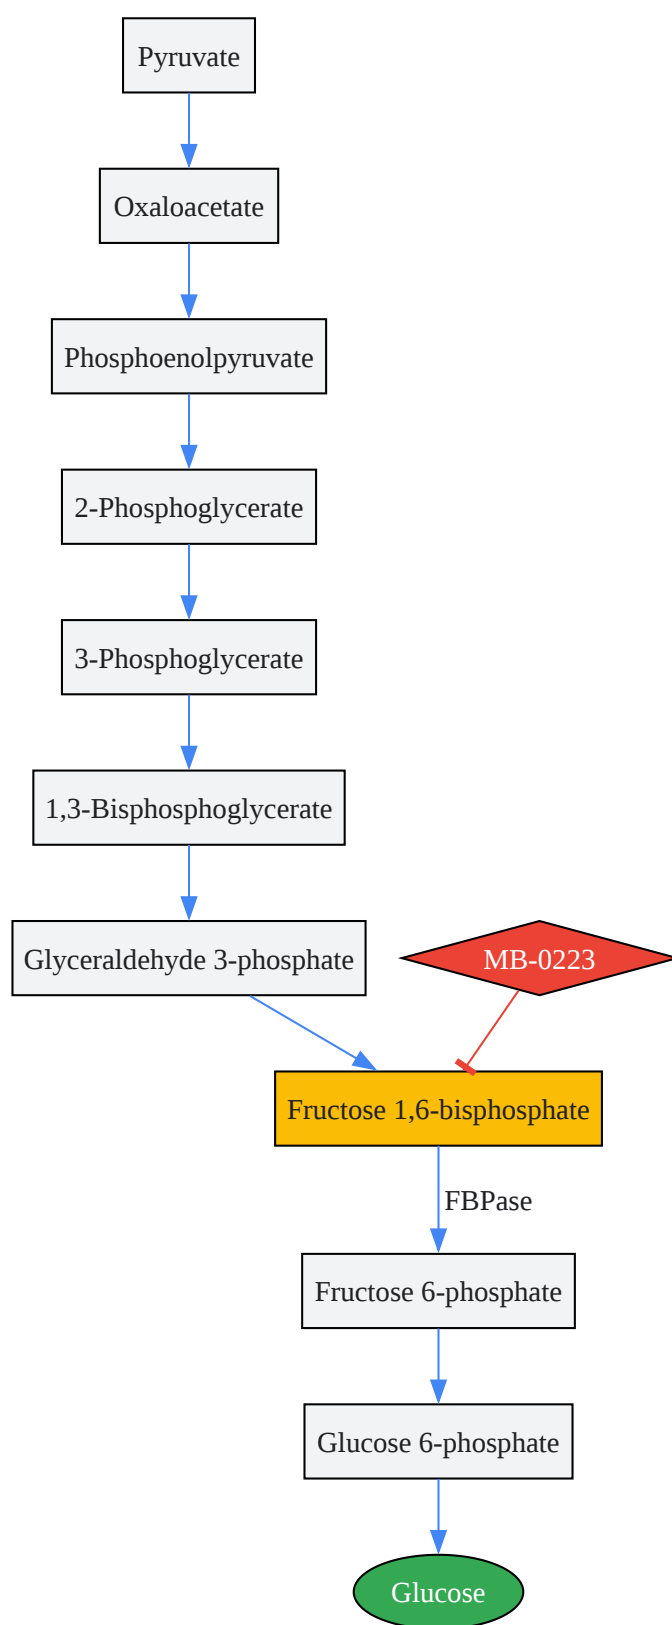 Pyruvate
Oxaloacetate
Phosphoenolpyruvate
2-Phosphoglycerate
3-Phosphoglycerate
1,3-Bisphosphoglycerate
Glyceraldehyde 3-phosphate
MB-0223
Fructose 1,6-bisphosphate
FBPase
Fructose 6-phosphate
Glucose 6-phosphate
Glucose